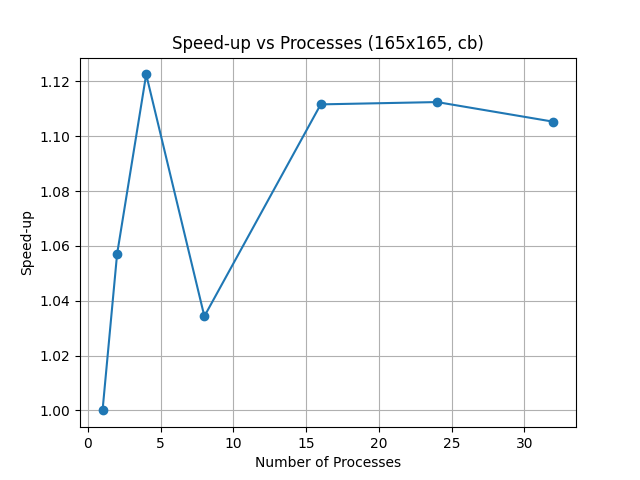 Speed-up vs Processes (165x165, cb)
1.12
1.10
1.08
1.06
1.04
1.02
1.00
Speed-up
0 5 10 15 20 25 30
Number of Processes